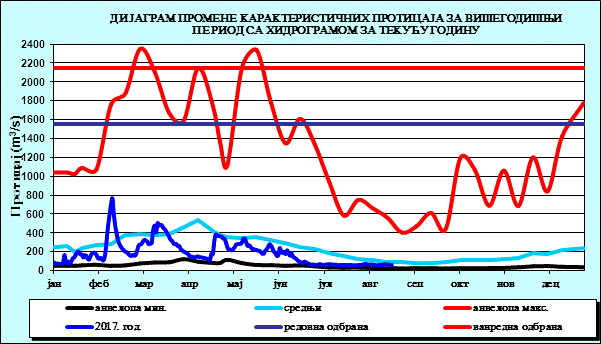 ДИЈАГРАМ ПРОМЕНЕ КАРАКТЕРИСТИЧНИХ ПРОТИЦАЈА ЗА ВИШЕГОДИШЊИ
ПЕРИОД СА ХИДРОГРАМОМ ЗА ТЕКУЋУ ГОДИНУ
Протицај (m³/s)
2400
2200
2000
1800
1600
1400
1200
1000
800
600
400
200
0
јан феб мар апр мај јун јул авг сеп окт нов дец
анвелопа мин. средњи анвелопа макс.
2017. год. редовна одбрана ванредна одбрана